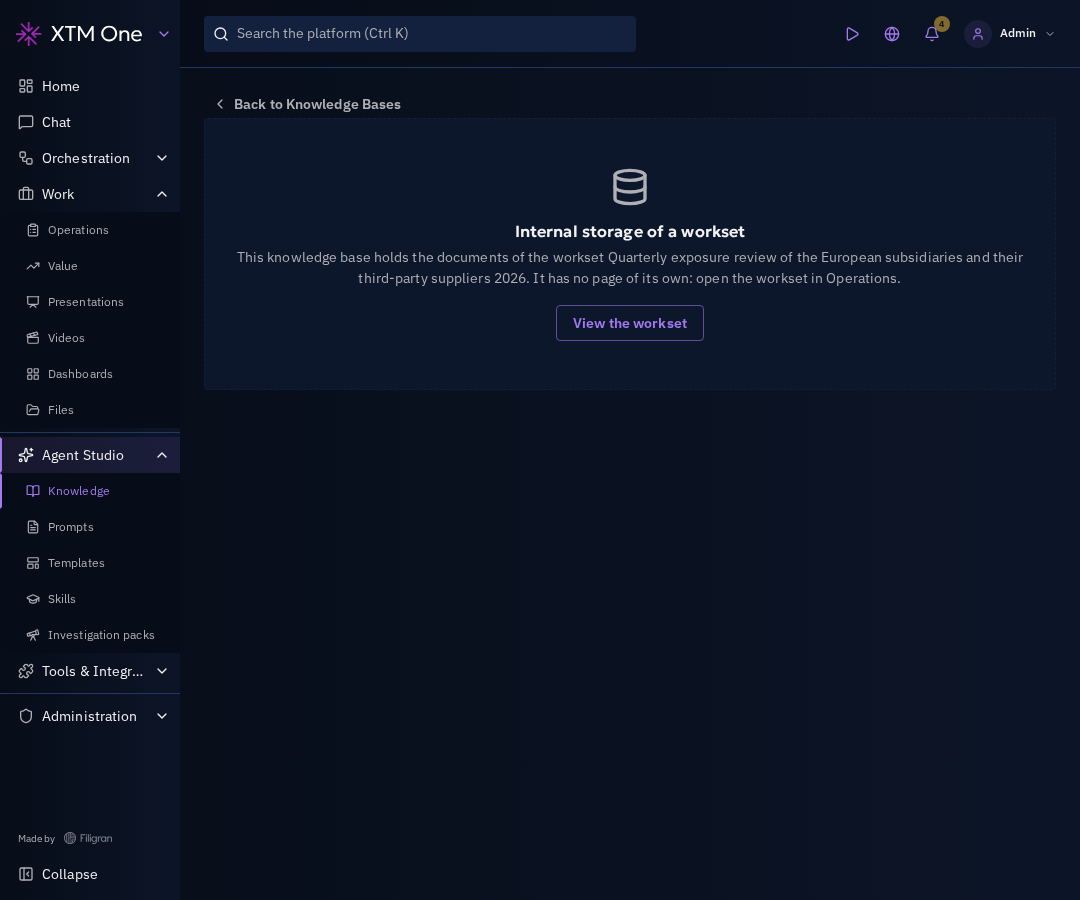 XTM One
Search the platform (Ctrl K)
4
Admin
Home
Chat
Orchestration
Work
Operations
Value
Presentations
Videos
Dashboards
Files
Agent Studio
Knowledge
Prompts
Templates
Skills
Investigation packs
Tools & Integr...
Administration
Made by Filigran
Collapse
Back to Knowledge Bases
Internal storage of a workset
This knowledge base holds the documents of the workset Quarterly exposure review of the European subsidiaries and their
third-party suppliers 2026. It has no page of its own: open the workset in Operations.
View the workset